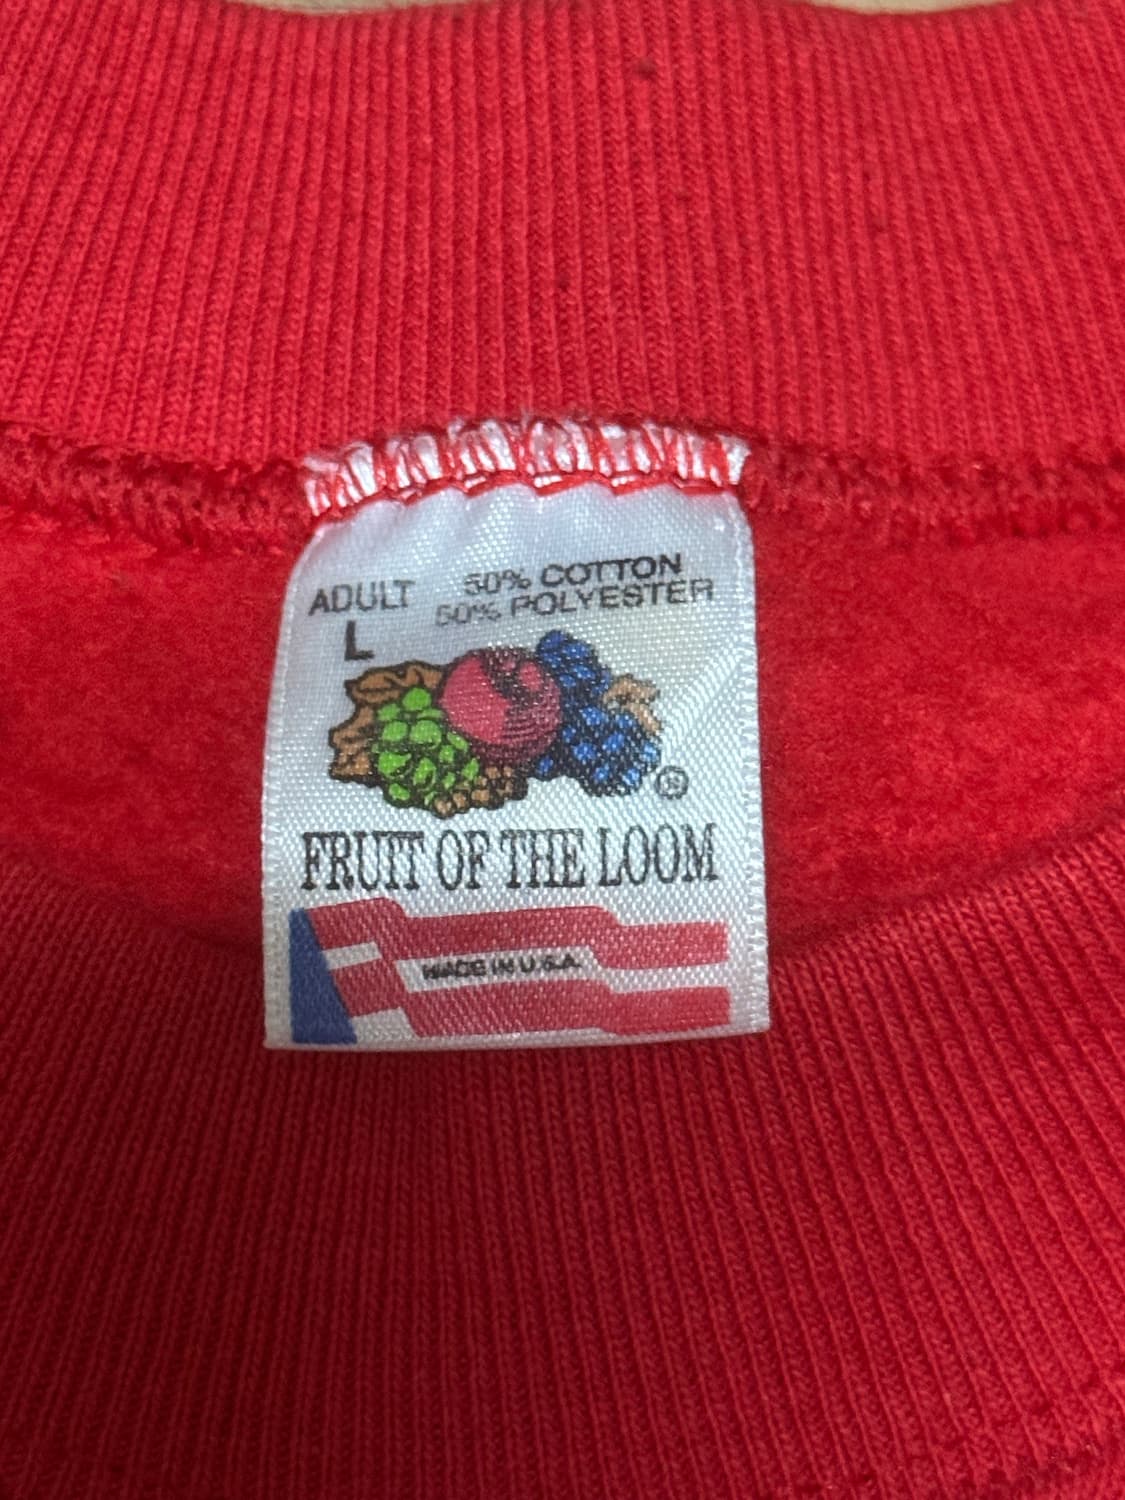 ADULT
L
50% COTTON
50% POLYESTER
®
FRUIT OF THE LOOM
MADE IN U.S.A.